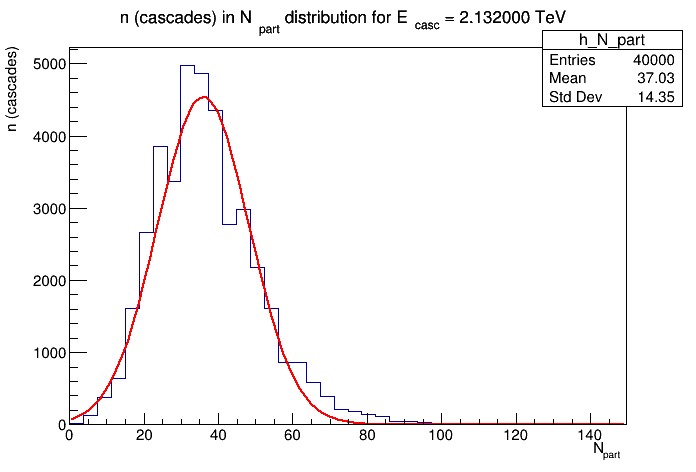 n (cascades) in N part distribution for E casc = 2.132000 TeV
h_N_part
Entries 40000
Mean 37.03
Std Dev 14.35
n (cascades)
5000
4000
3000
2000
1000
0
0 20 40 60 80 100 120 140
N part